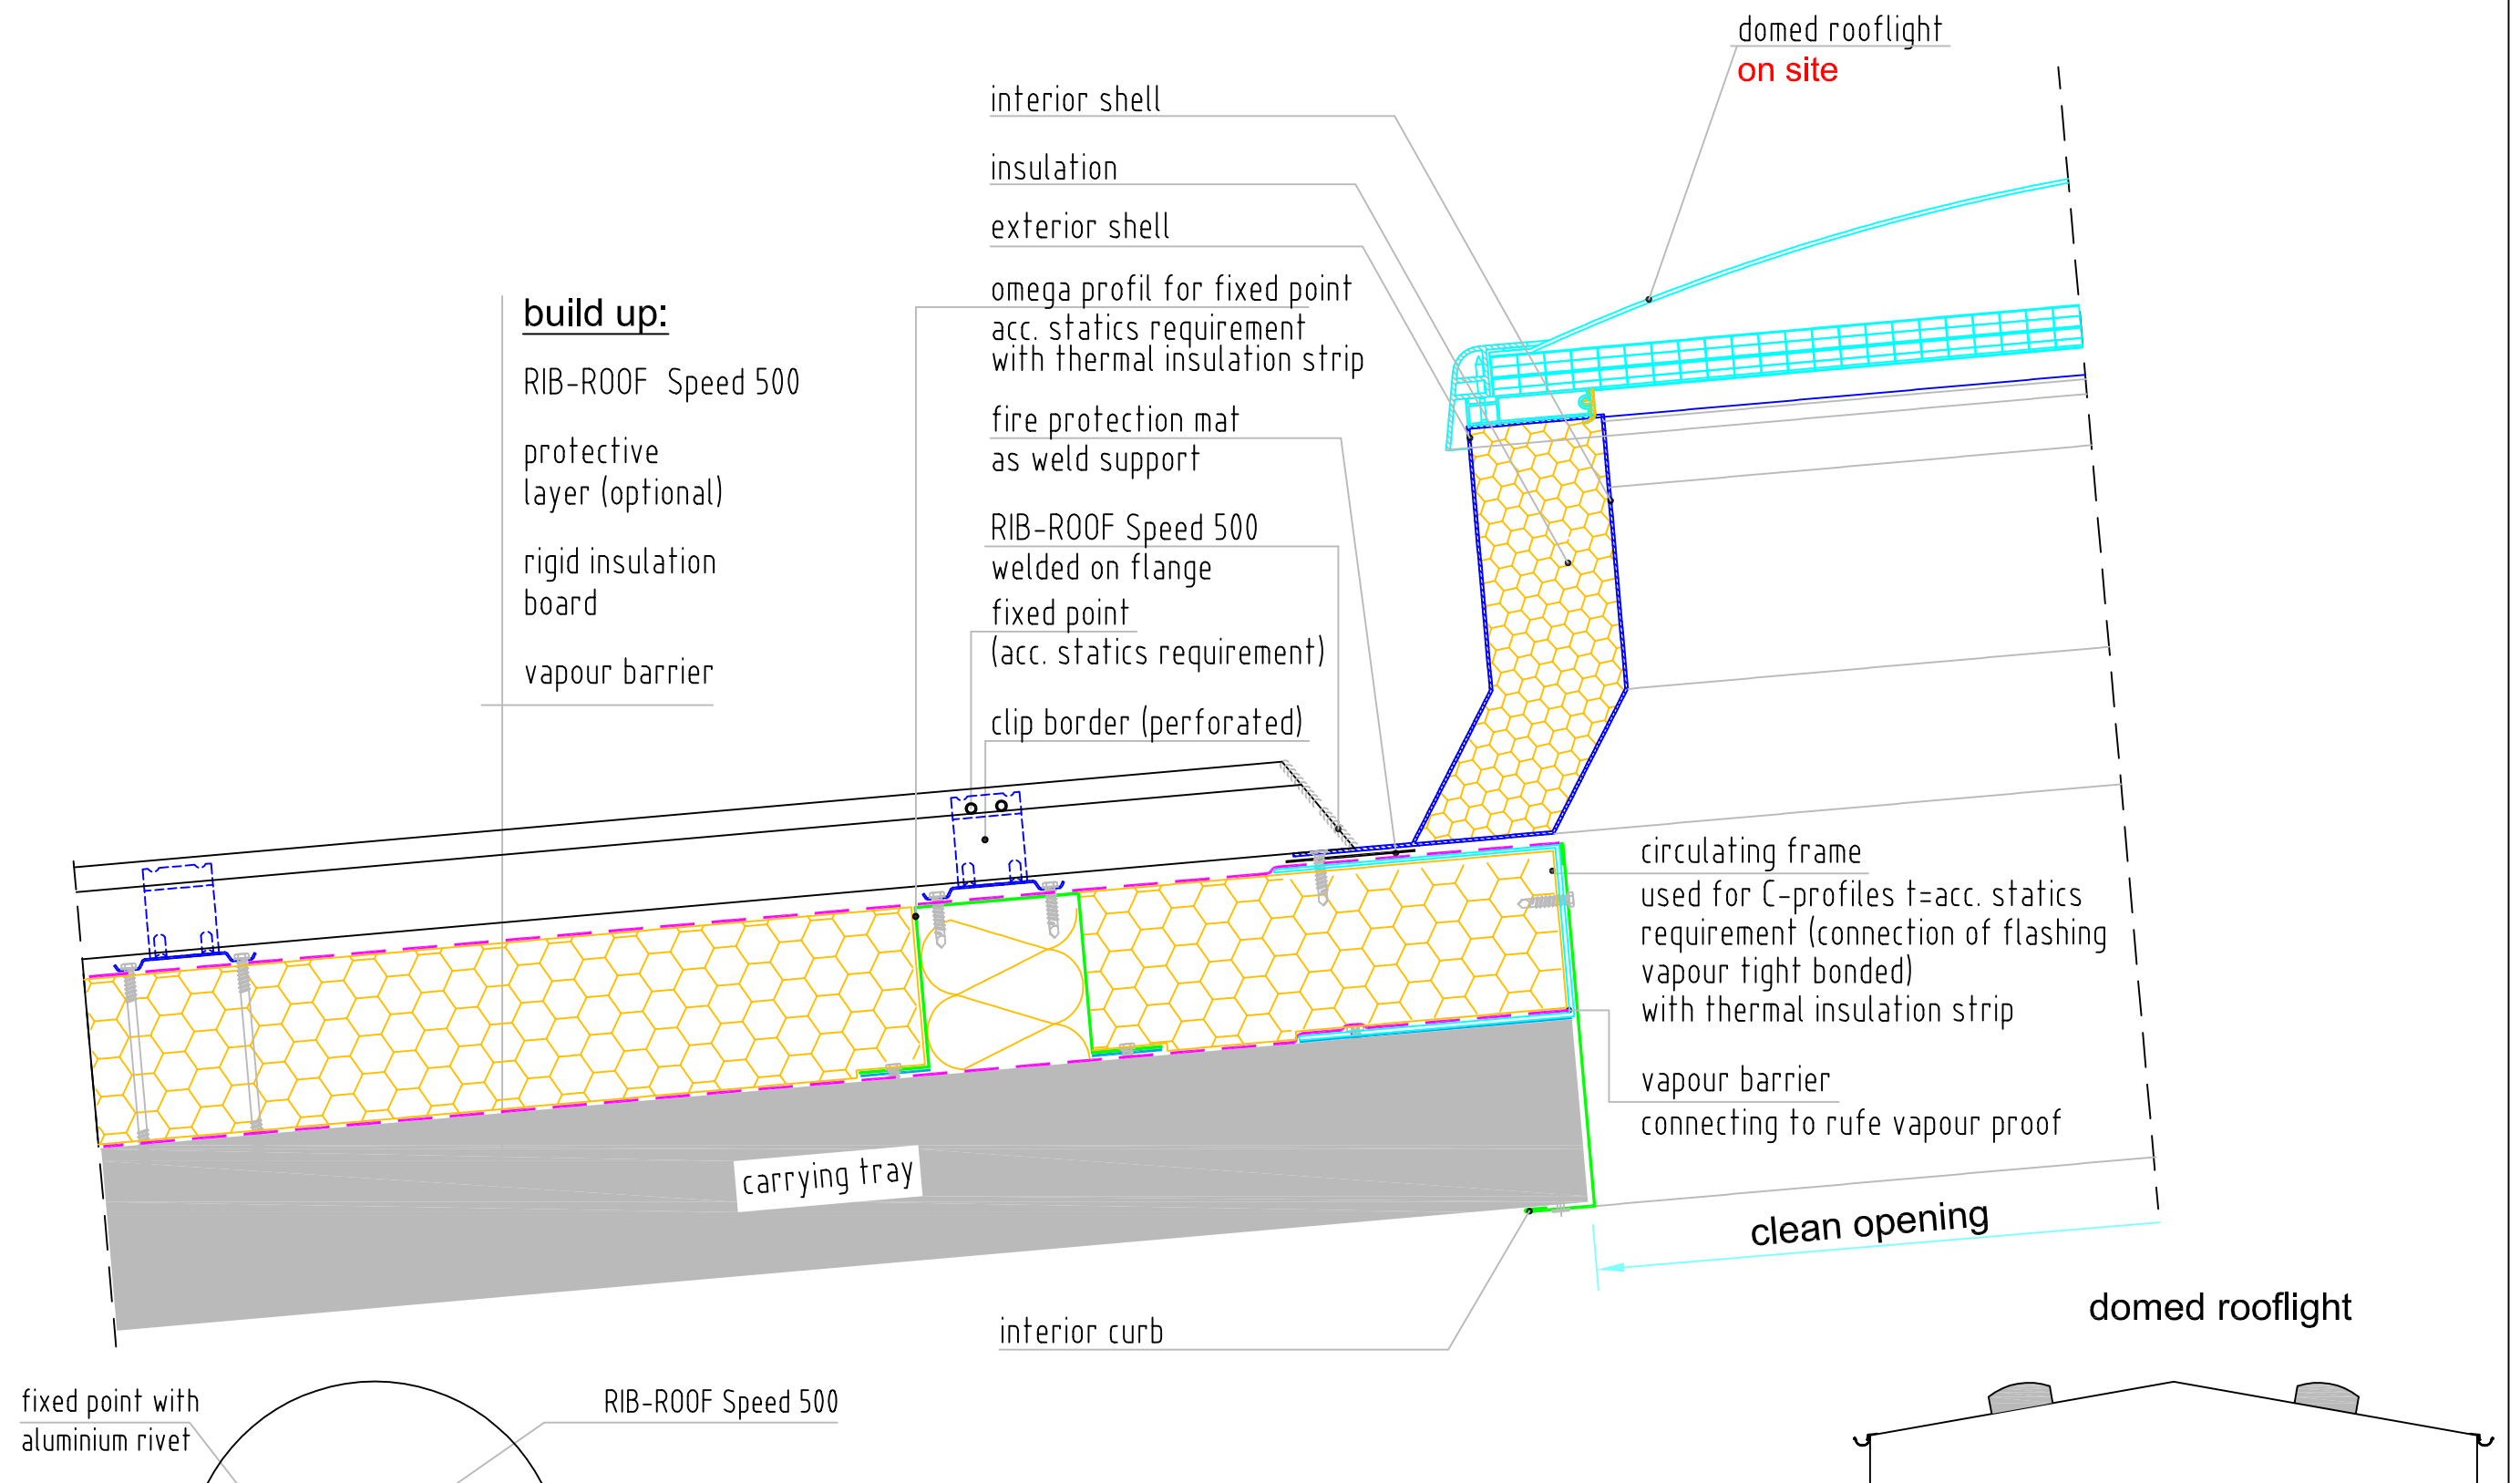 domed rooflight
on site
interior shell
insulation
exterior shell
omega profil for fixed point
acc. statics requirement
with thermal insulation strip
fire protection mat
as weld support
RIB-ROOF Speed 500
welded on flange
fixed point
(acc. statics requirement)
clip border (perforated)
build up:
RIB-ROOF Speed 500
protective
layer (optional)
rigid insulation
board
vapour barrier
circulating frame
used for C-profiles t=acc. statics
requirement (connection of flashing
vapour tight bonded)
with thermal insulation strip
vapour barrier
connecting to rufe vapour proof
carrying tray
clean opening
interior curb
domed rooflight
fixed point with
aluminium rivet
RIB-ROOF Speed 500